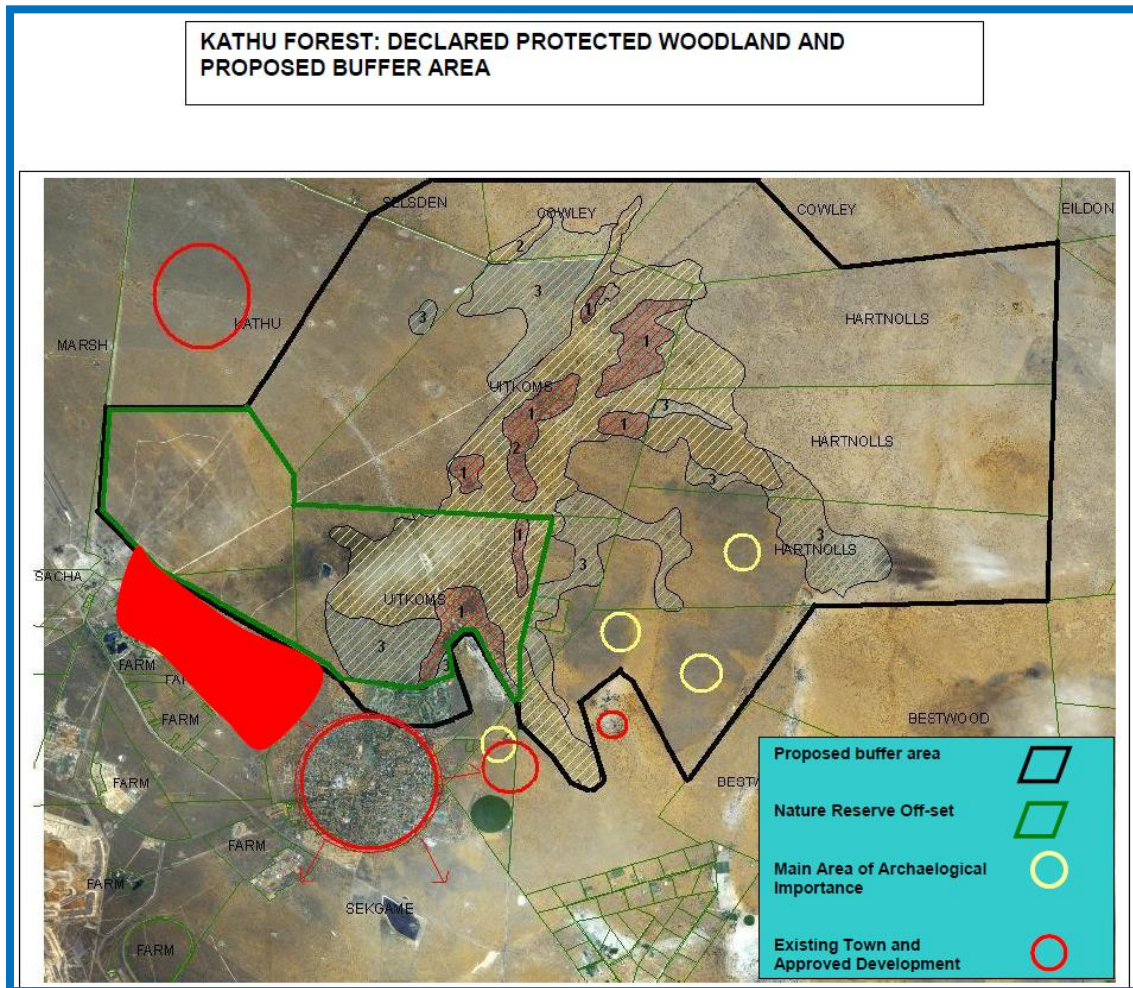 KATHU FOREST: DECLARED PROTECTED WOODLAND AND
PROPOSED BUFFER AREA
SELSDEN
COWLEY
COWLEY
EILDON
2
3
1
3
KATHU
HARTNOLLS
MARSH
1
UITKOMS
1
3
1
2
HARTNOLLS
1
3
1
3
HARTNOLLS
3
SACHA
UITKOMS
1
3
3
FARM
FARM
BESTWOOD
FARM
FARM
SEKGAME
FARM
FARM
Proposed buffer area
Nature Reserve Off-set
Main Area of Archaelogical
Importance
Existing Town and
Approved Development